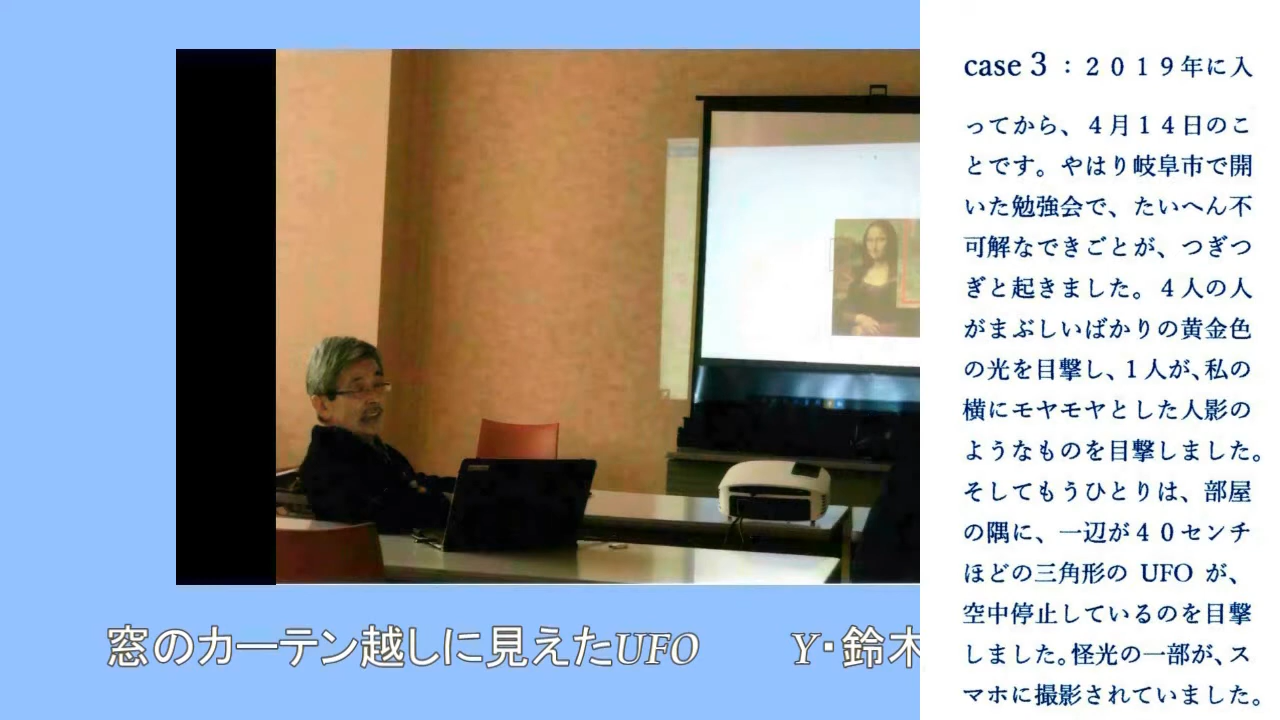 case 3：２０１９年に入
ってから、４月１４日のこ
とです。やはり岐阜市で開
いた勉強会で、たいへん不
可解なできごとが、つぎつ
ぎと起きました。４人の人
がまぶしいばかりの黄金色
の光を目撃し、1人が、私の
横にモヤモヤとした人影の
ようなものを目撃しました。
そしてもうひとりは、部屋
の隅に、一辺が４０センチ
ほどの三角形の UFO が、
空中停止しているのを目撃
しました。怪光の一部が、ス
マホに撮影されていました。
窓のカーテン越しに見えたUFO　Y・鈴木